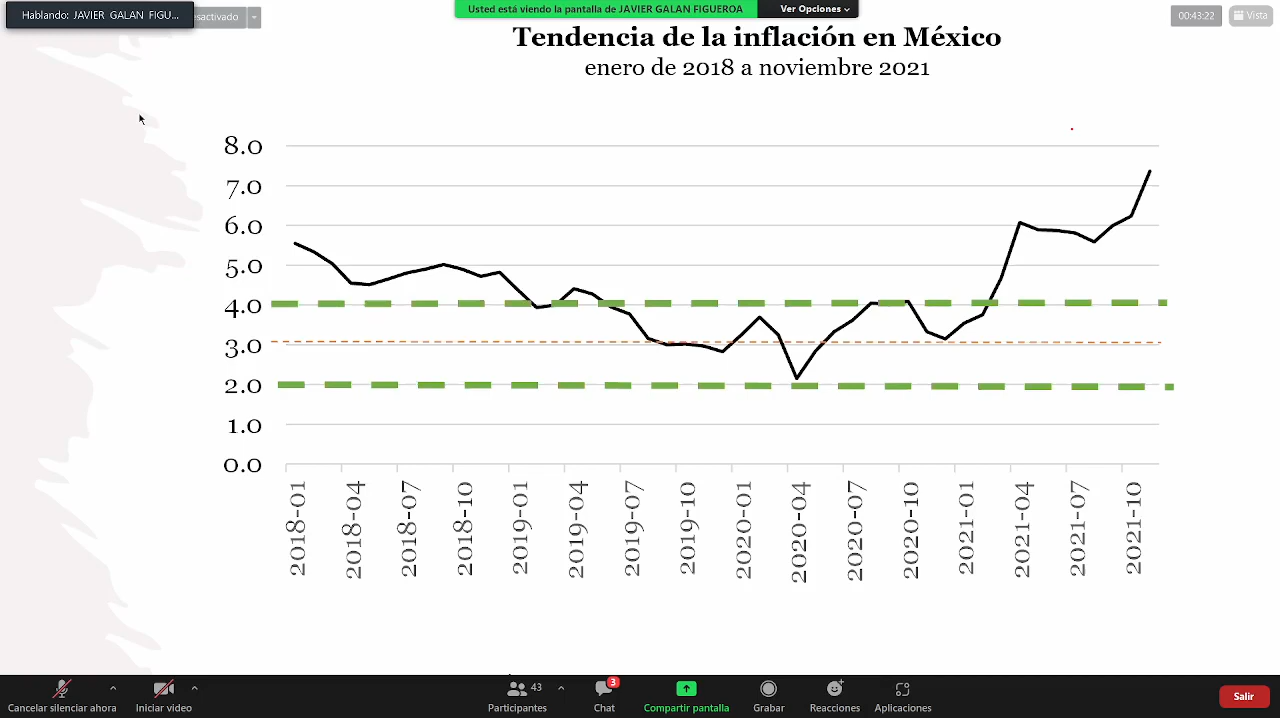 Hablando: JAVIER GALAN FIGU...
esactivado
Usted está viendo la pantalla de JAVIER GALAN FIGUEROA
Ver Opciones
00:43:22
Vista
Tendencia de la inflación en México
enero de 2018 a noviembre 2021
8.0
7.0
6.0
5.0
4.0
3.0
2.0
1.0
0.0
2018-01
2018-04
2018-07
2018-10
2019-01
2019-04
2019-07
2019-10
2020-01
2020-04
2020-07
2020-10
2021-01
2021-04
2021-07
2021-10
Cancelar silenciar ahora
Iniciar video
43
Participantes
3
Chat
Compartir pantalla
Grabar
Reacciones
Aplicaciones
Salir